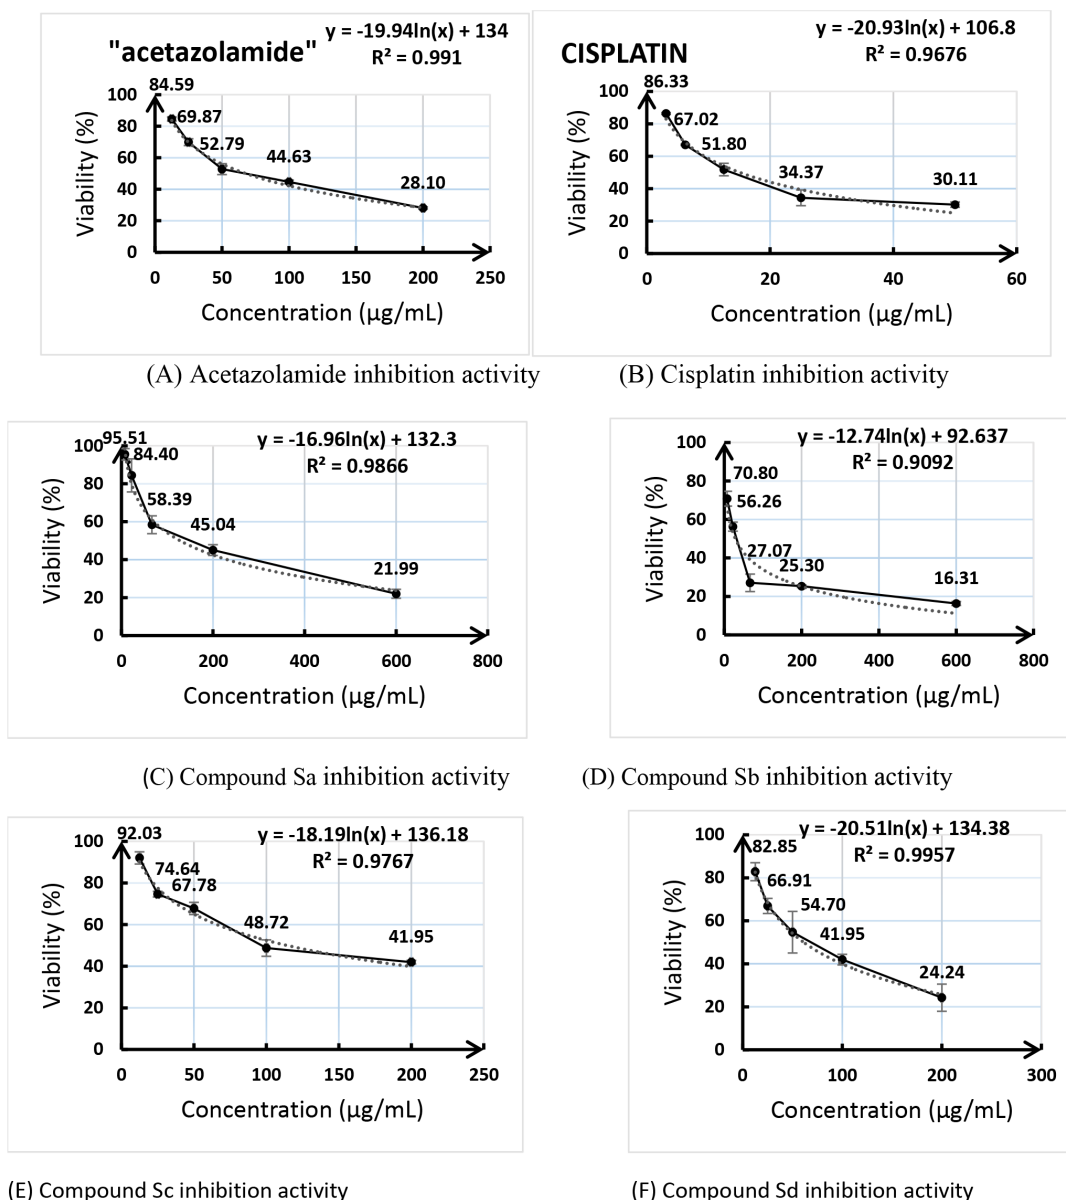 "acetazolamide"
y = -19.94ln(x) + 134
R² = 0.991
84.59
69.87
52.79
44.63
28.10
100
80
60
40
20
0
0 50 100 150 200 250
Viability (%)
Concentration (µg/mL)
CISPLATIN
y = -20.93ln(x) + 106.8
R² = 0.9676
86.33
67.02
51.80
34.37
30.11
100
80
60
40
20
0
0 20 40 60
Viability (%)
Concentration (µg/mL)
(A) Acetazolamide inhibition activity
(B) Cisplatin inhibition activity
y = -16.96ln(x) + 132.3
R² = 0.9866
95.51
84.40
58.39
45.04
21.99
100
80
60
40
20
0
0 200 400 600 800
Viability (%)
Concentration (µg/mL)
y = -12.74ln(x) + 92.637
R² = 0.9092
70.80
56.26
27.07
25.30
16.31
100
80
60
40
20
0
0 200 400 600 800
Viability (%)
Concentration (µg/mL)
(C) Compound Sa inhibition activity
(D) Compound Sb inhibition activity
y = -18.19ln(x) + 136.18
R² = 0.9767
92.03
74.64
67.78
48.72
41.95
100
80
60
40
20
0
0 50 100 150 200 250
Viability (%)
Concentration (µg/mL)
y = -20.51ln(x) + 134.38
R² = 0.9957
82.85
66.91
54.70
41.95
24.24
100
80
60
40
20
0
0 100 200 300
Viability (%)
Concentration (µg/mL)
(E) Compound Sc inhibition activity
(F) Compound Sd inhibition activity